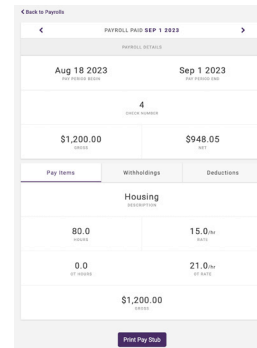 Back to Payrolls
PAYROLL PAID SEP 1 2023
PAYROLL DETAILS
Aug 18 2023 Sep 1 2023
PAY PERIOD BEGIN PAY PERIOD END
4
CHECK NUMBER
$1,200.00 $948.05
GROSS NET
Pay Items Withholdings Deductions
Housing
DESCRIPTION
80.0 15.0/hr
HOURS RATE
0.0 21.0/hr
OT HOURS OT RATE
$1,200.00
GROSS
Print Pay Stub